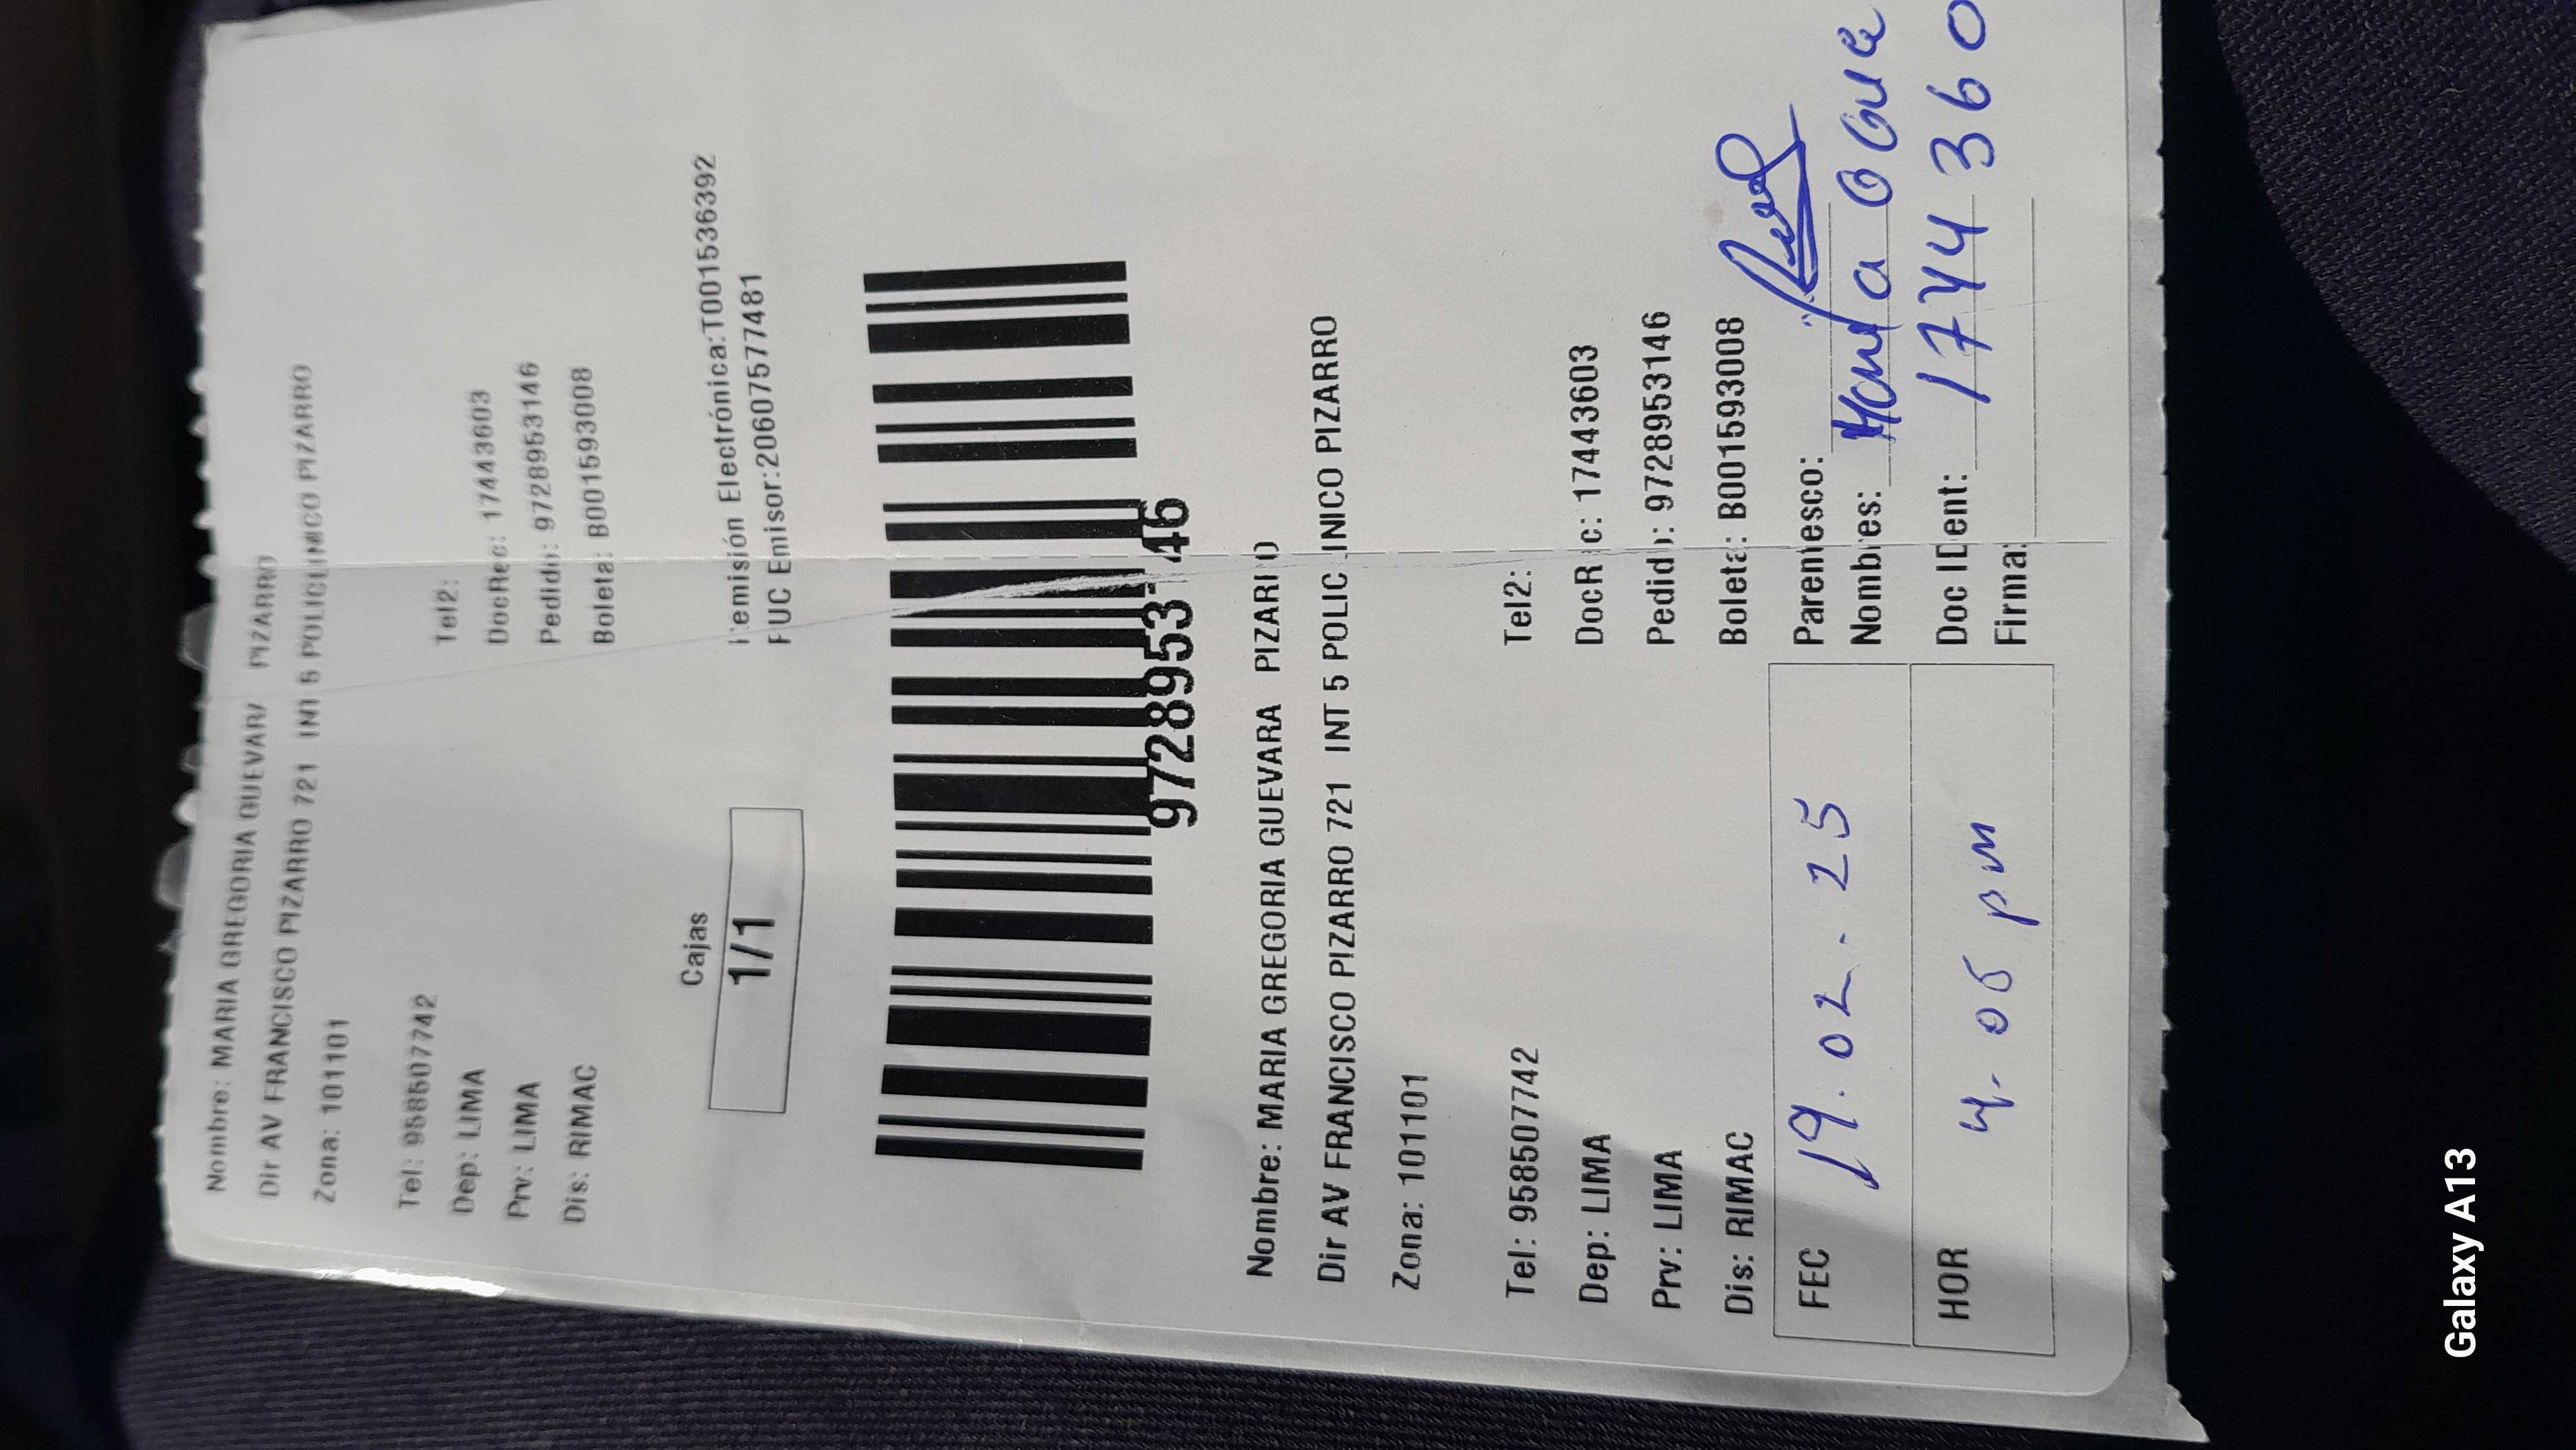 Nombre: MARIA GREGORIA GUEVARA PIZARRO
Dir AV FRANCISCO PIZARRO 721 INT 5 POLICLINICO PIZARRO
Zona: 101101
Tel: 958507742 Tel2:
Dep: LIMA DocRec: 17443603
Prv: LIMA Pedido: 9728953146
Dis: RIMAC Boleta: B001593008
Cajas
1/1
Remisión Electrónica:T001536392
RUC Emisor:20607577481
9728953146
Nombre: MARIA GREGORIA GUEVARA PIZARRO
Dir AV FRANCISCO PIZARRO 721 INT 5 POLICLINICO PIZARRO
Zona: 101101
Tel: 958507742 Tel2:
Dep: LIMA DocRec: 17443603
Prv: LIMA Pedido: 9728953146
Dis: RIMAC Boleta: B001593008
FEC 19.02.25 Parentesco:
Nombres:
HOR 4.05 pm Doc IDent: 1744360
Firma:
Galaxy A13